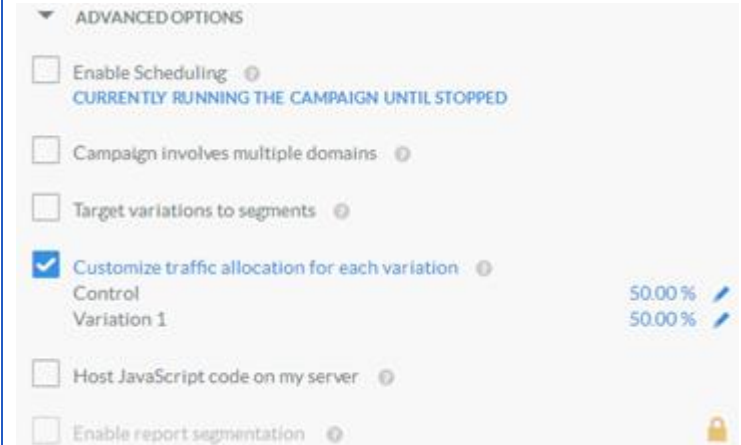 ADVANCED OPTIONS
Enable Scheduling
CURRENTLY RUNNING THE CAMPAIGN UNTIL STOPPED
Campaign involves multiple domains
Target variations to segments
Customize traffic allocation for each variation
Control 50.00 %
Variation 1 50.00 %
Host JavaScript code on my server
Enable report segmentation